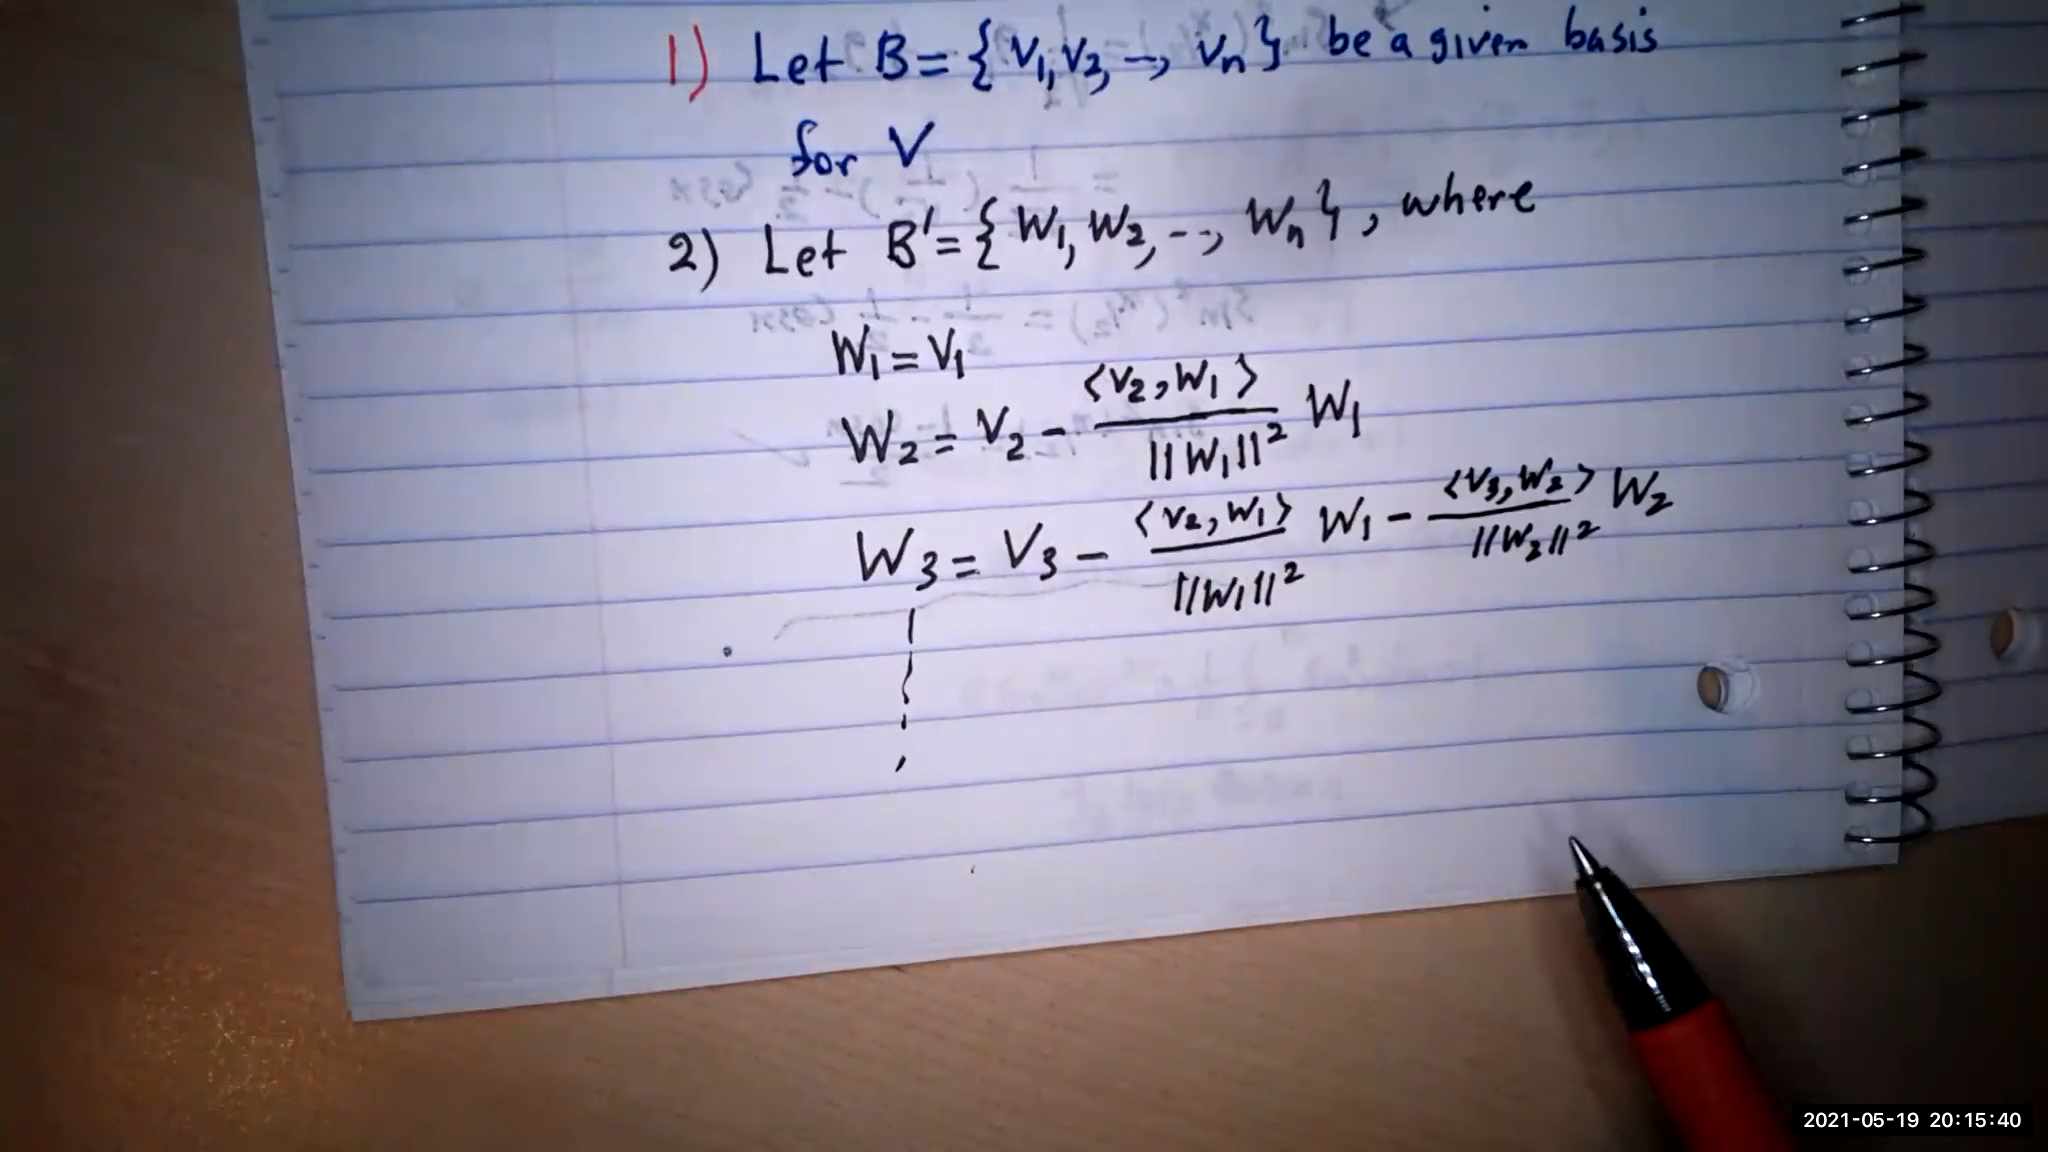 1) Let B = {v₁, v₂, --, vₙ} be a given basis
for V
2) Let B' = {W₁, W₂, --, Wₙ}, where
W₁ = V₁
W₂ = V₂ - <v₂, W₁> / ||W₁||² W₁
W₃ = V₃ - <v₂, W₁> / ||W₁||² W₁ - <v₃, W₂> / ||W₂||² W₂
2021-05-19 20:15:40